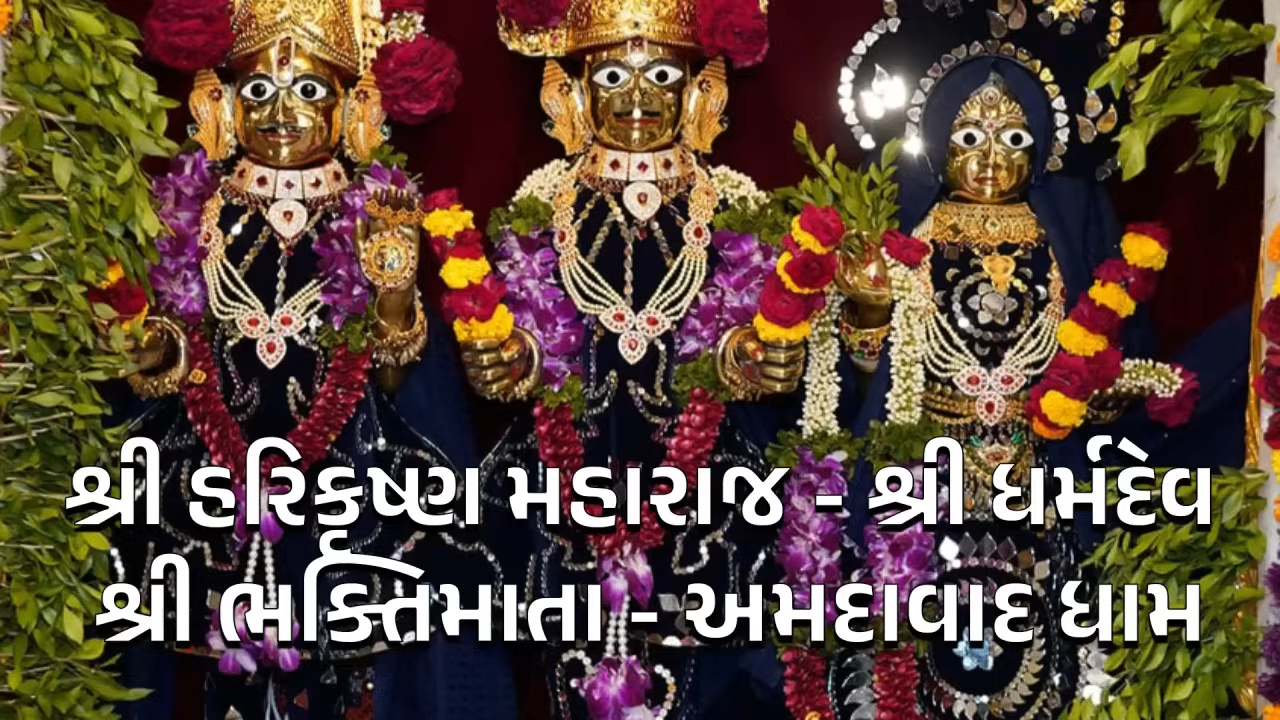 શ્રી હરિકૃષ્ણ મહારાજ - શ્રી ધર્મદેવ
શ્રી ભક્તિમાતા - અમદાવાદ ધામ